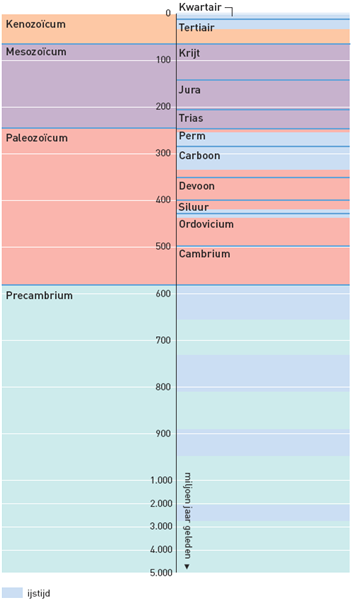 Kwartair
0
Kenozoïcum
Tertiair
Mesozoïcum
Krijt
100
Jura
200
Trias
Paleozoïcum
Perm
300
Carboon
Devoon
400
Siluur
Ordovicium
500
Cambrium
Precambrium
600
700
800
900
1.000
2.000
3.000
4.000
5.000
miljoen jaar geleden
ijstijd